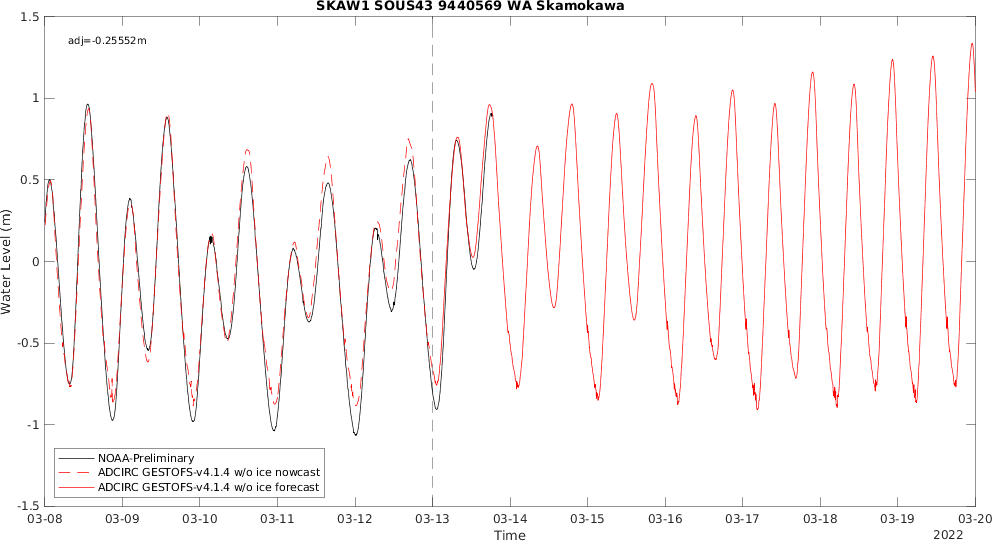 SKAW1 SOUS43 9440569 WA Skamokawa
adj=-0.25552m
1.5
1
0.5
0
-0.5
-1
-1.5
Water Level (m)
NOAA-Preliminary
ADCIRC GESTOFS-v4.1.4 w/o ice nowcast
ADCIRC GESTOFS-v4.1.4 w/o ice forecast
03-08 03-09 03-10 03-11 03-12 03-13 03-14 03-15 03-16 03-17 03-18 03-19 03-20
Time
2022